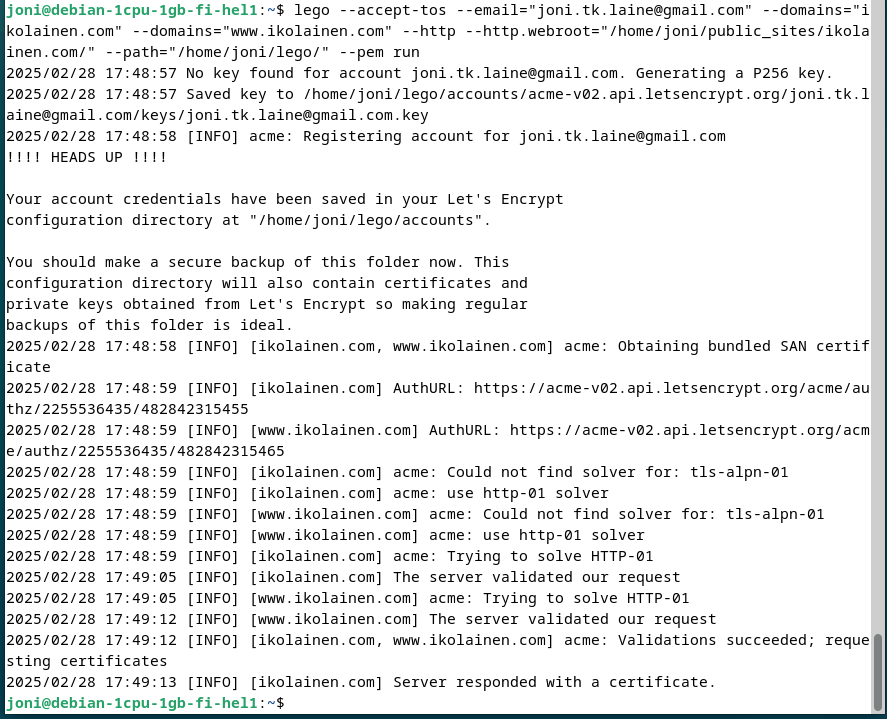 joni@debian-1cpu-1gb-fi-hel1:~$ lego --accept-tos --email="joni.tk.laine@gmail.com" --domains="i
kolainen.com" --domains="www.ikolainen.com" --http --http.webroot="/home/joni/public_sites/ikola
inen.com/" --path="/home/joni/lego/" --pem run
2025/02/28 17:48:57 No key found for account joni.tk.laine@gmail.com. Generating a P256 key.
2025/02/28 17:48:57 Saved key to /home/joni/lego/accounts/acme-v02.api.letsencrypt.org/joni.tk.l
aine@gmail.com/keys/joni.tk.laine@gmail.com.key
2025/02/28 17:48:58 [INFO] acme: Registering account for joni.tk.laine@gmail.com
!!!! HEADS UP !!!!

Your account credentials have been saved in your Let's Encrypt
configuration directory at "/home/joni/lego/accounts".

You should make a secure backup of this folder now. This
configuration directory will also contain certificates and
private keys obtained from Let's Encrypt so making regular
backups of this folder is ideal.
2025/02/28 17:48:58 [INFO] [ikolainen.com, www.ikolainen.com] acme: Obtaining bundled SAN certif
icate
2025/02/28 17:48:59 [INFO] [ikolainen.com] AuthURL: https://acme-v02.api.letsencrypt.org/acme/au
thz/2255536435/482842315455
2025/02/28 17:48:59 [INFO] [www.ikolainen.com] AuthURL: https://acme-v02.api.letsencrypt.org/acm
e/authz/2255536435/482842315465
2025/02/28 17:48:59 [INFO] [ikolainen.com] acme: Could not find solver for: tls-alpn-01
2025/02/28 17:48:59 [INFO] [ikolainen.com] acme: use http-01 solver
2025/02/28 17:48:59 [INFO] [www.ikolainen.com] acme: Could not find solver for: tls-alpn-01
2025/02/28 17:48:59 [INFO] [www.ikolainen.com] acme: use http-01 solver
2025/02/28 17:48:59 [INFO] [ikolainen.com] acme: Trying to solve HTTP-01
2025/02/28 17:49:05 [INFO] [ikolainen.com] The server validated our request
2025/02/28 17:49:05 [INFO] [www.ikolainen.com] acme: Trying to solve HTTP-01
2025/02/28 17:49:12 [INFO] [www.ikolainen.com] The server validated our request
2025/02/28 17:49:12 [INFO] [ikolainen.com, www.ikolainen.com] acme: Validations succeeded; reque
sting certificates
2025/02/28 17:49:13 [INFO] [ikolainen.com] Server responded with a certificate.
joni@debian-1cpu-1gb-fi-hel1:~$